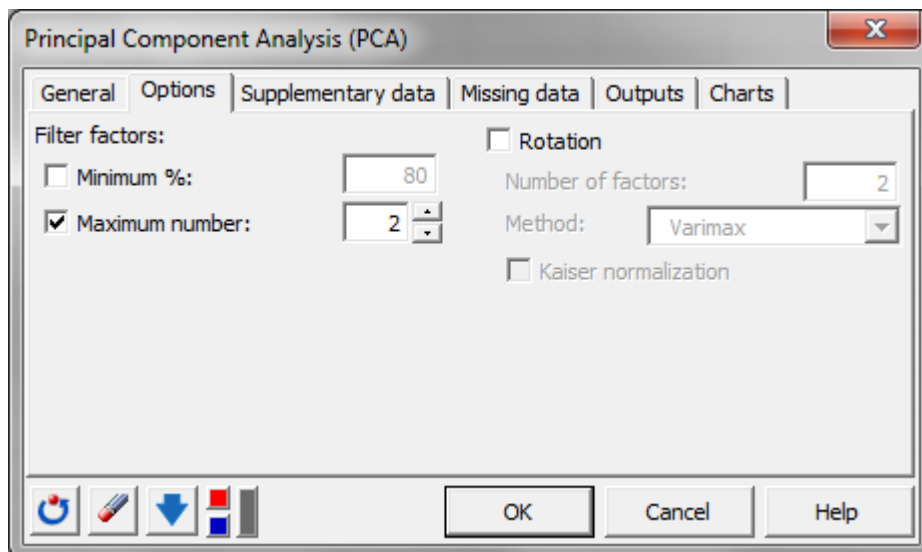 Principal Component Analysis (PCA)
General Options Supplementary data Missing data Outputs Charts
Filter factors:
Minimum %: 80
Maximum number: 2
Rotation
Number of factors: 2
Method: Varimax
Kaiser normalization
OK Cancel Help